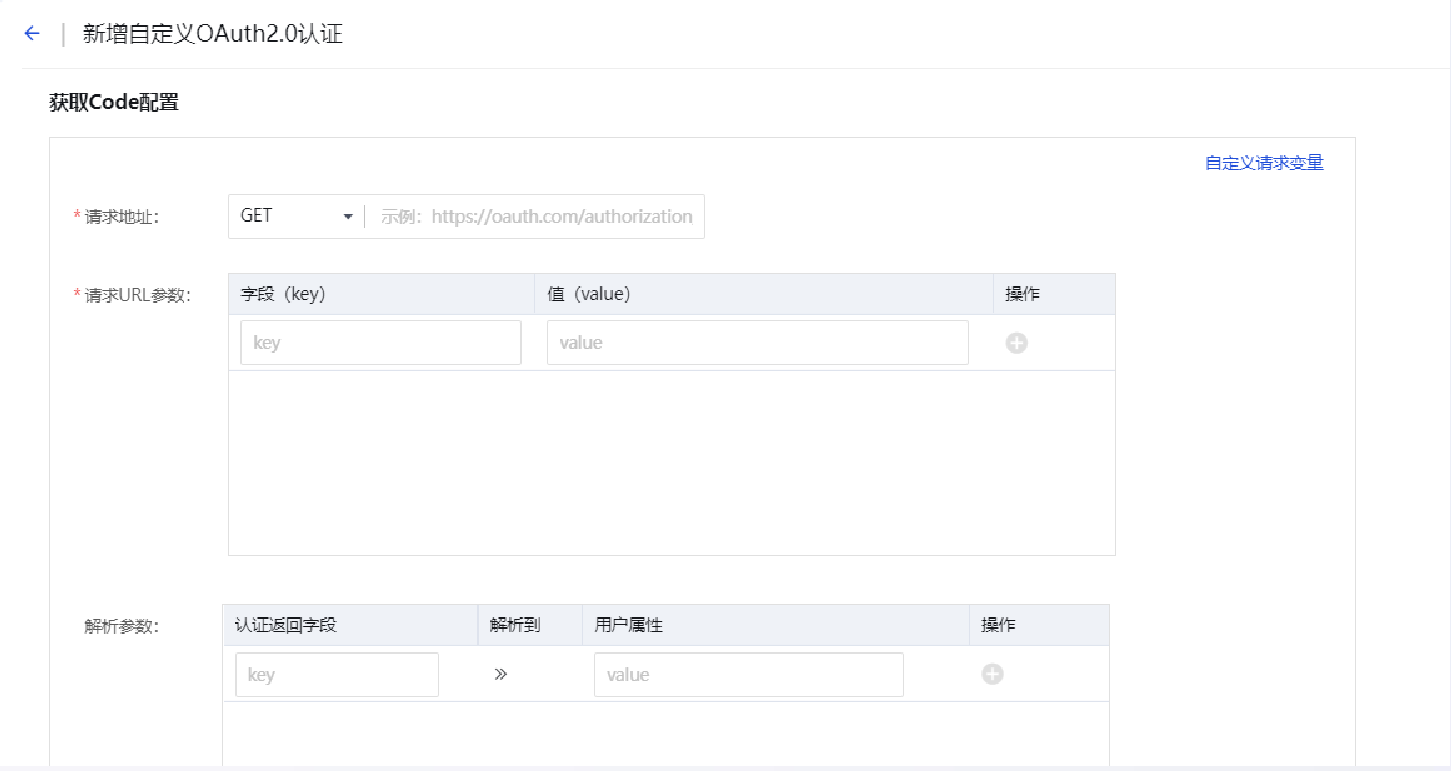 新增自定义OAuth2.0认证
获取Code配置
自定义请求变量
* 请求地址: GET 示例: https://oauth.com/authorization
* 请求URL参数: 字段（key） 值（value） 操作
key value
解析参数: 认证返回字段 解析到 用户属性 操作
key value